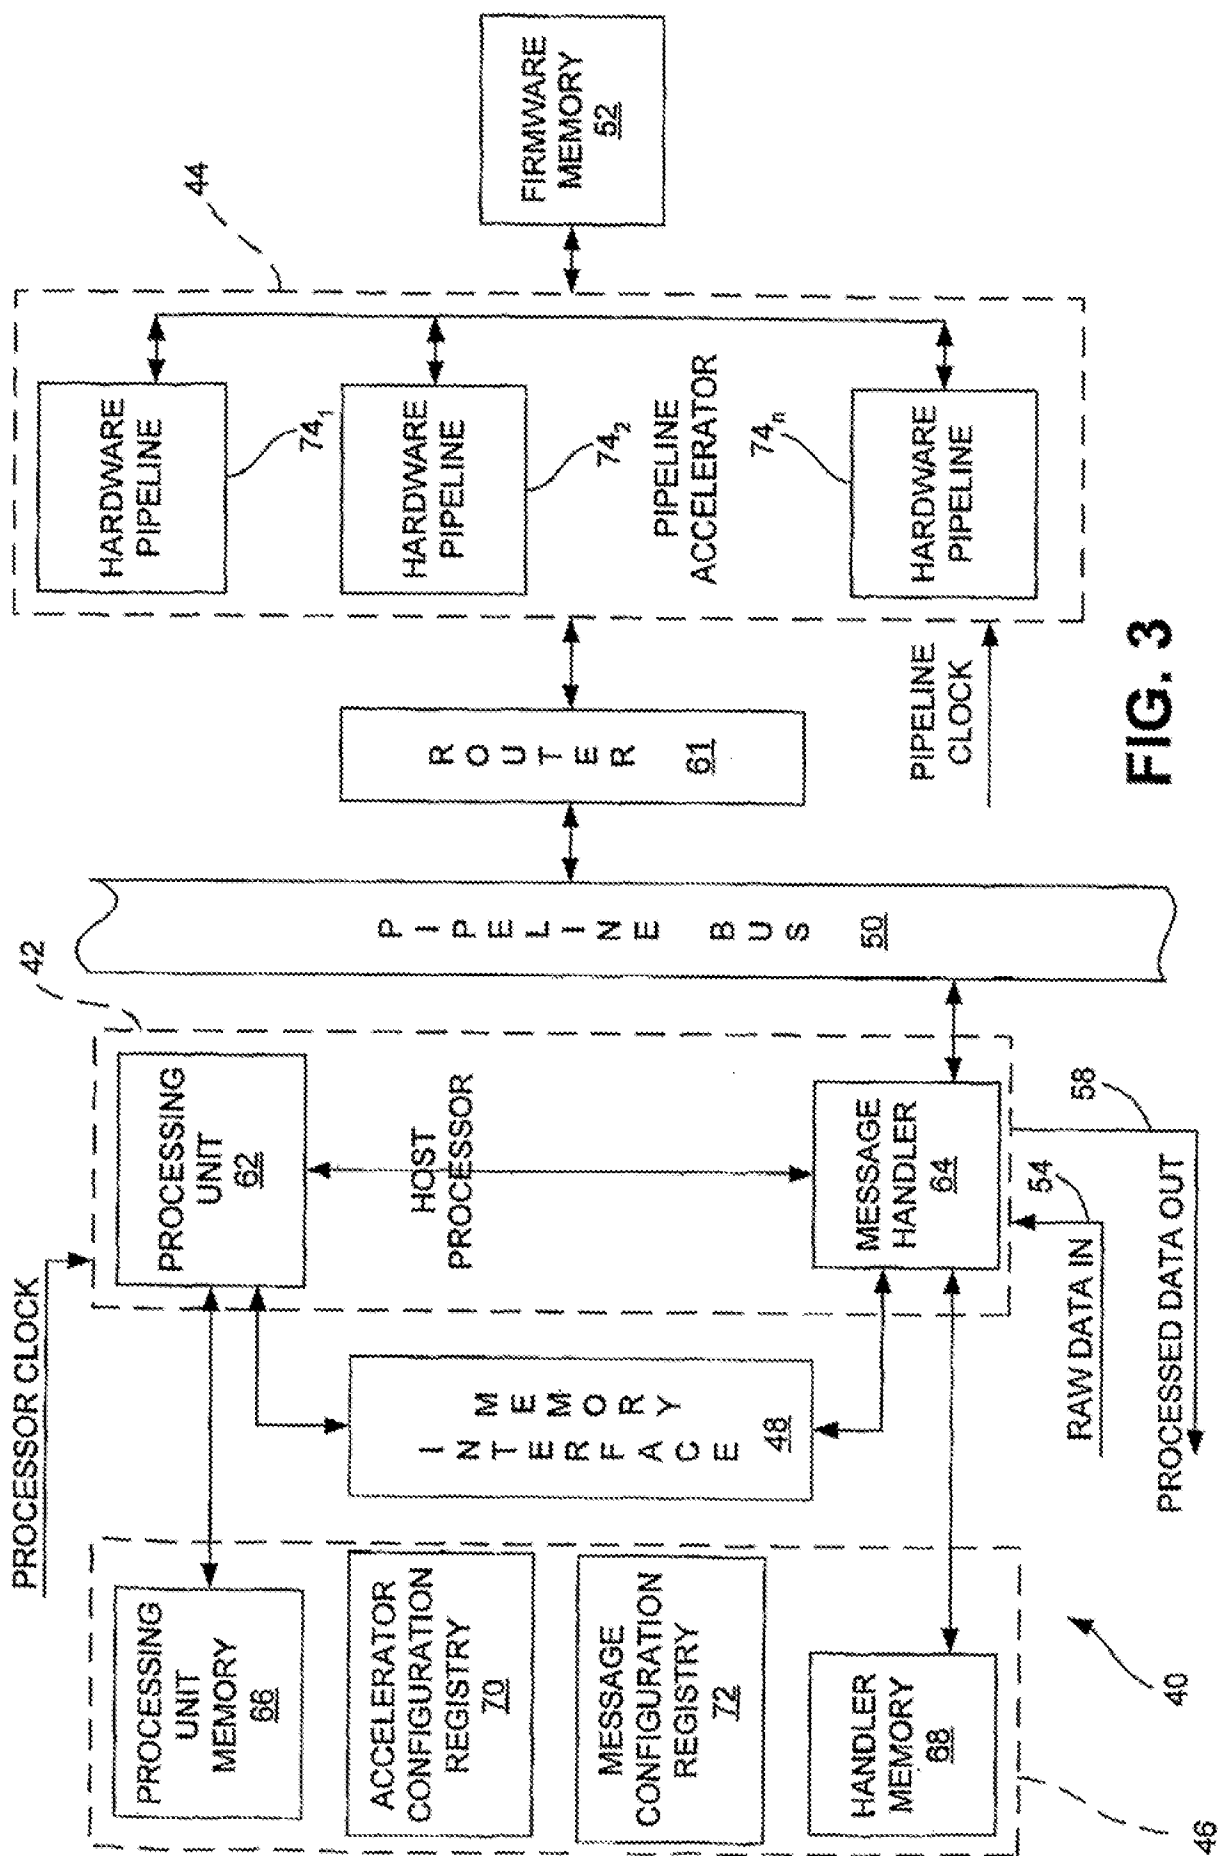 PROCESSOR CLOCK
42
44
PROCESSING
UNIT
MEMORY
66
ACCELERATOR
CONFIGURATION
REGISTRY
70
MESSAGE
CONFIGURATION
REGISTRY
72
HANDLER
MEMORY
68
46
40
MEMORY
INTERFACE
48
PROCESSING
UNIT
62
HOST
PROCESSOR
MESSAGE
HANDLER
64
RAW DATA IN
54
PROCESSED DATA OUT
58
PIPELINE BUS
50
ROUTER
61
HARDWARE
PIPELINE
74₁
HARDWARE
PIPELINE
74₂
PIPELINE
ACCELERATOR
74ₙ
HARDWARE
PIPELINE
PIPELINE
CLOCK
FIRMWARE
MEMORY
52
FIG. 3